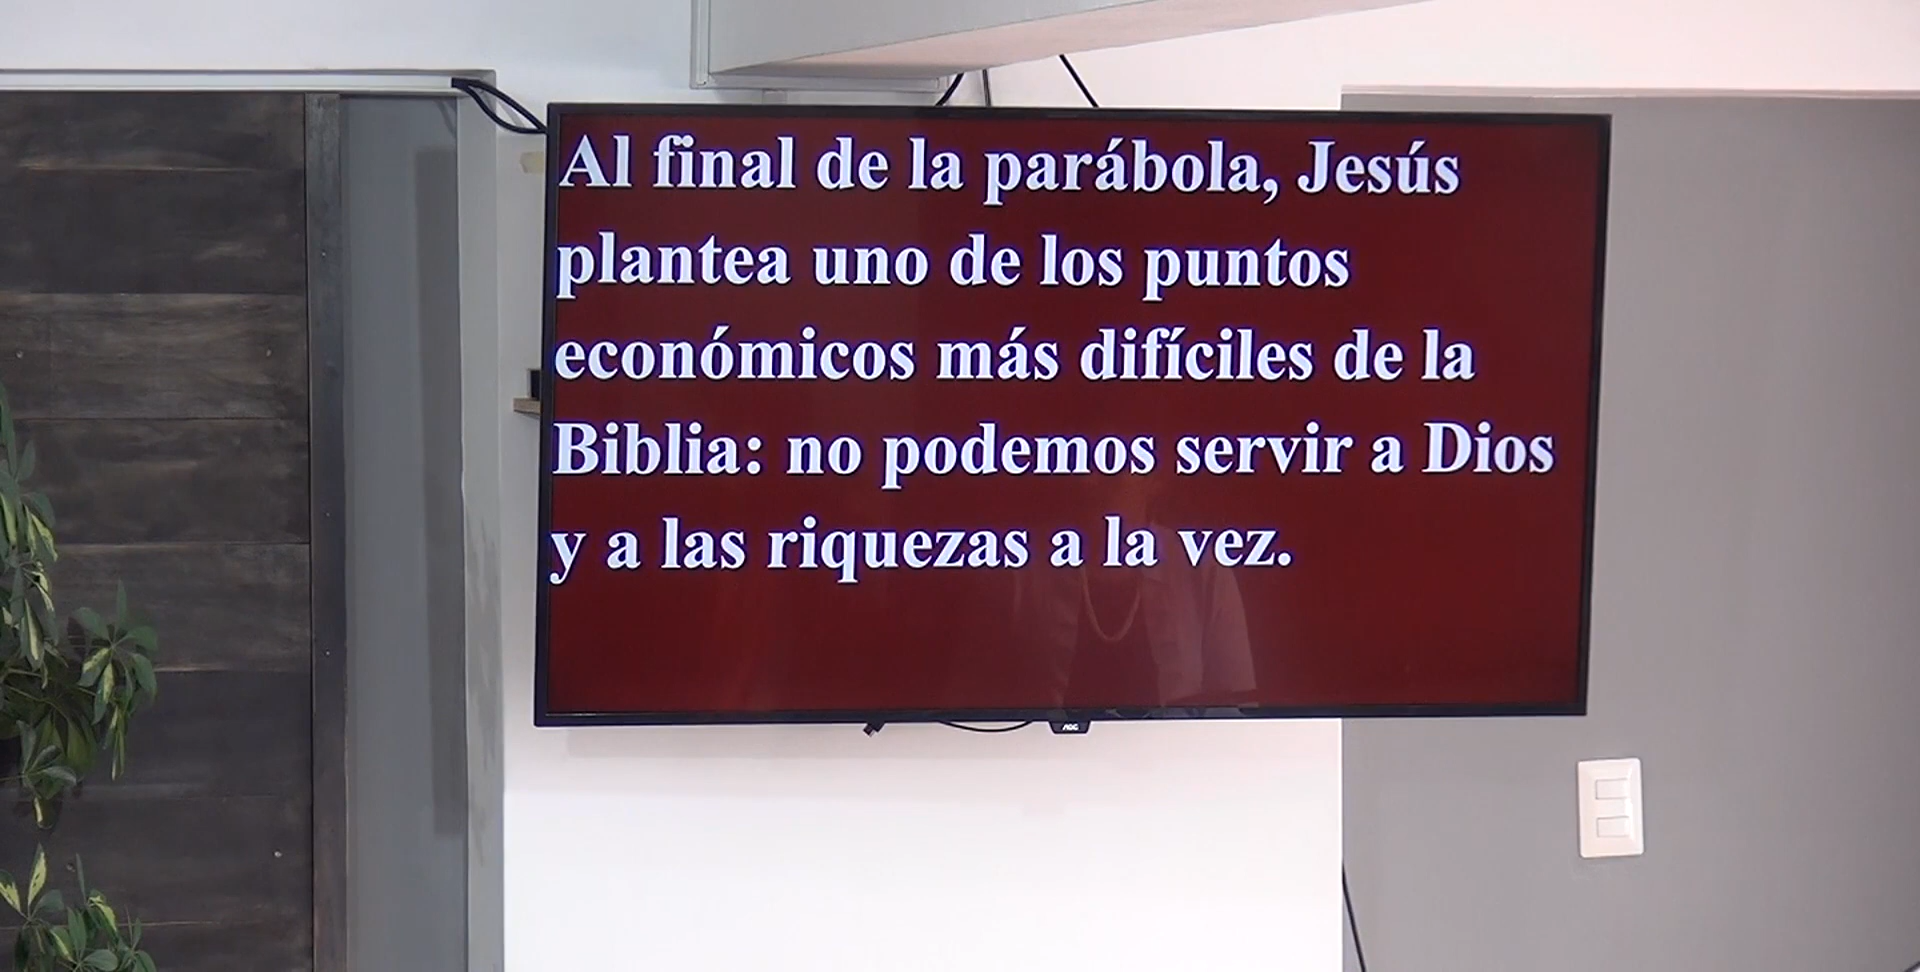 Al final de la parábola, Jesús
plantea uno de los puntos
económicos más difíciles de la
Biblia: no podemos servir a Dios
y a las riquezas a la vez.
AOC